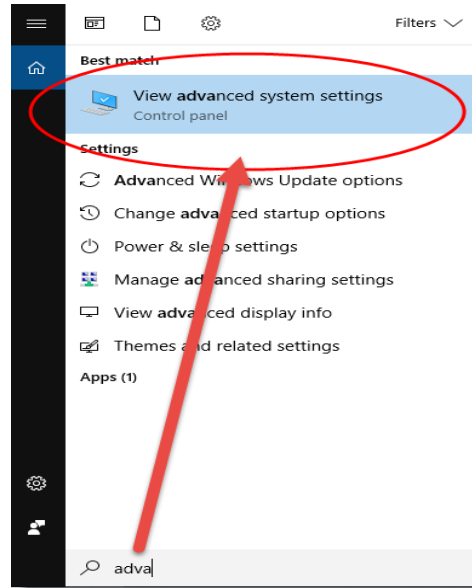 Filters
Best match
View advanced system settings
Control panel
Settings
Advanced Windows Update options
Change advanced startup options
Power & sleep settings
Manage advanced sharing settings
View advanced display info
Themes and related settings
Apps (1)
adva